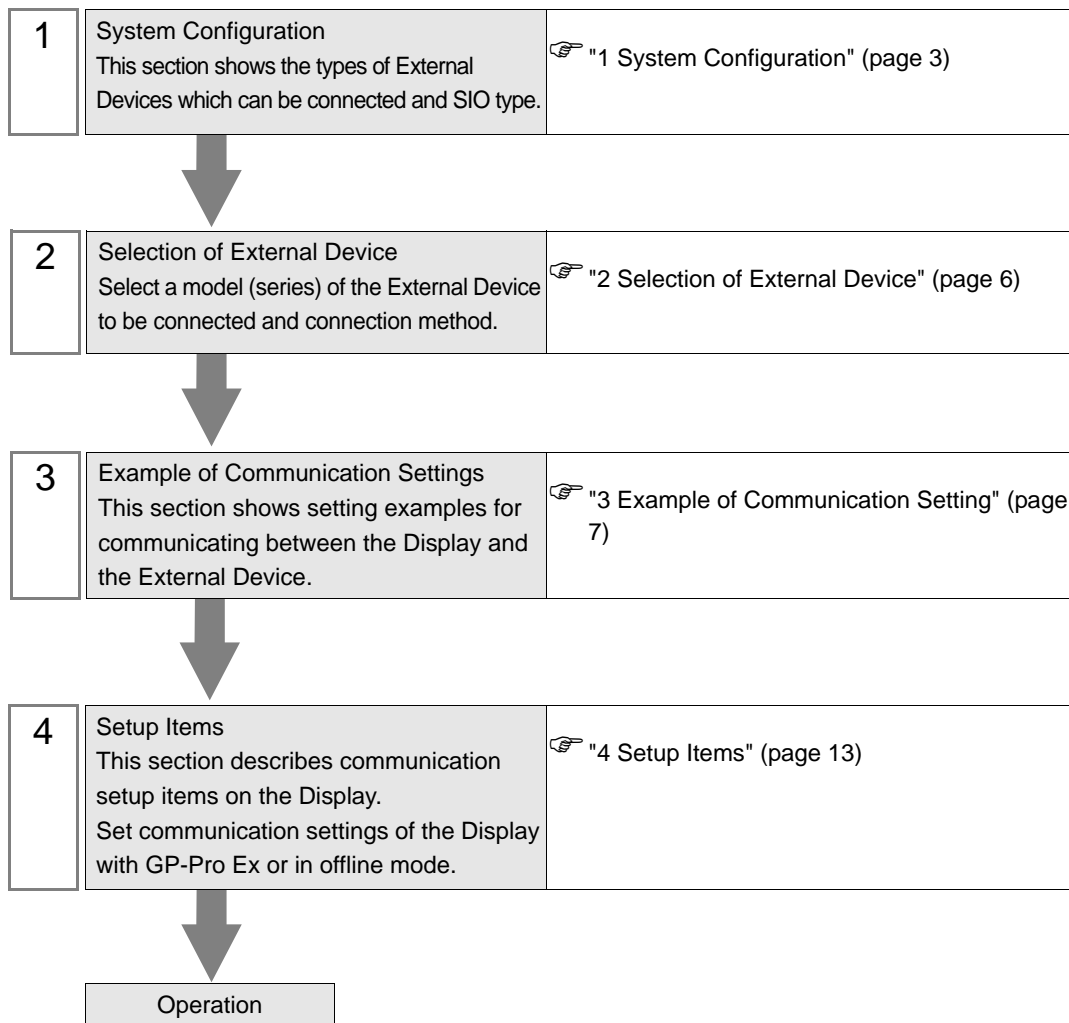 1
System Configuration
This section shows the types of External
Devices which can be connected and SIO type.
"1 System Configuration" (page 3)
2
Selection of External Device
Select a model (series) of the External Device
to be connected and connection method.
"2 Selection of External Device" (page 6)
3
Example of Communication Settings
This section shows setting examples for
communicating between the Display and
the External Device.
"3 Example of Communication Setting" (page
7)
4
Setup Items
This section describes communication
setup items on the Display.
Set communication settings of the Display
with GP-Pro Ex or in offline mode.
"4 Setup Items" (page 13)
Operation